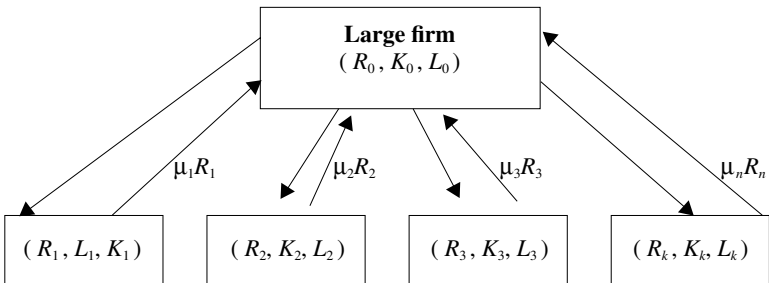 Large firm
( R₀ , K₀ , L₀ )
μ₁R₁ μ₂R₂ μ₃R₃ μₙRₙ
( R₁ , L₁, K₁ ) ( R₂, K₂, L₂ ) ( R₃, K₃, L₃ ) ( Rₖ , Kₖ, Lₖ )